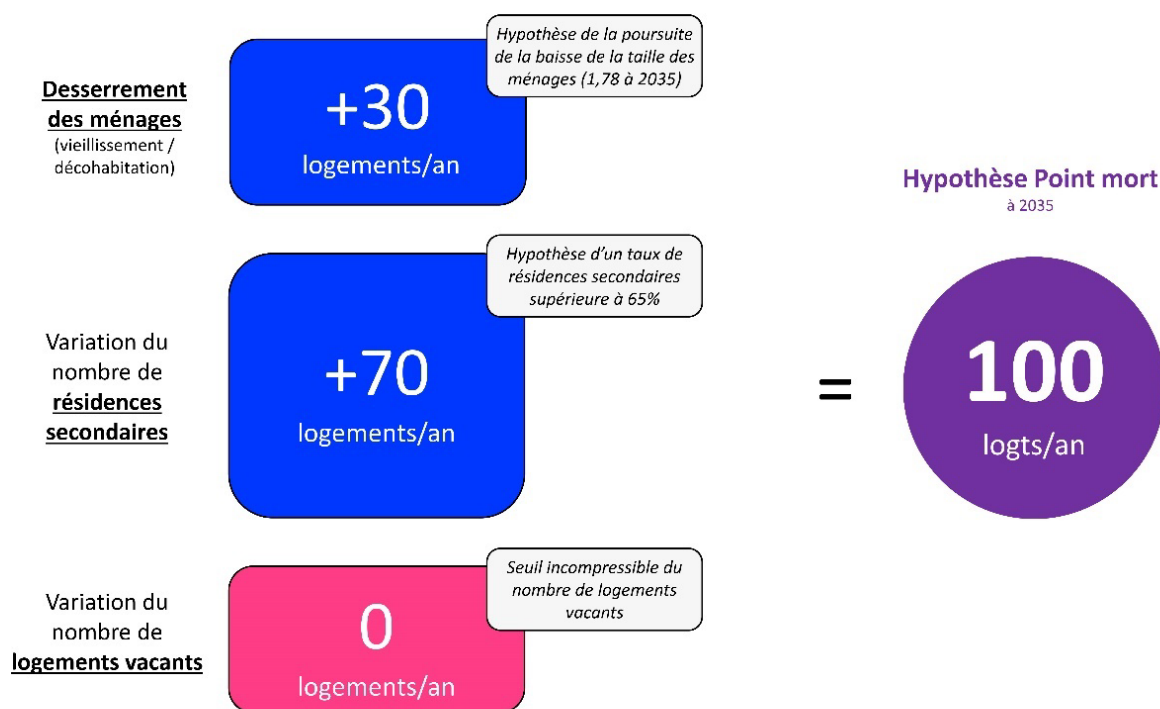 Desserrement
des ménages
(vieillissement /
décohabitation)
+30
logements/an
Hypothèse de la poursuite
de la baisse de la taille des
ménages (1,78 à 2035)
Variation du
nombre de
résidences
secondaires
+70
logements/an
Hypothèse d'un taux de
résidences secondaires
supérieure à 65%
Variation du
nombre de
logements vacants
0
logements/an
Seuil incompressible du
nombre de logements
vacants
=
Hypothèse Point mort
à 2035
100
logts/an